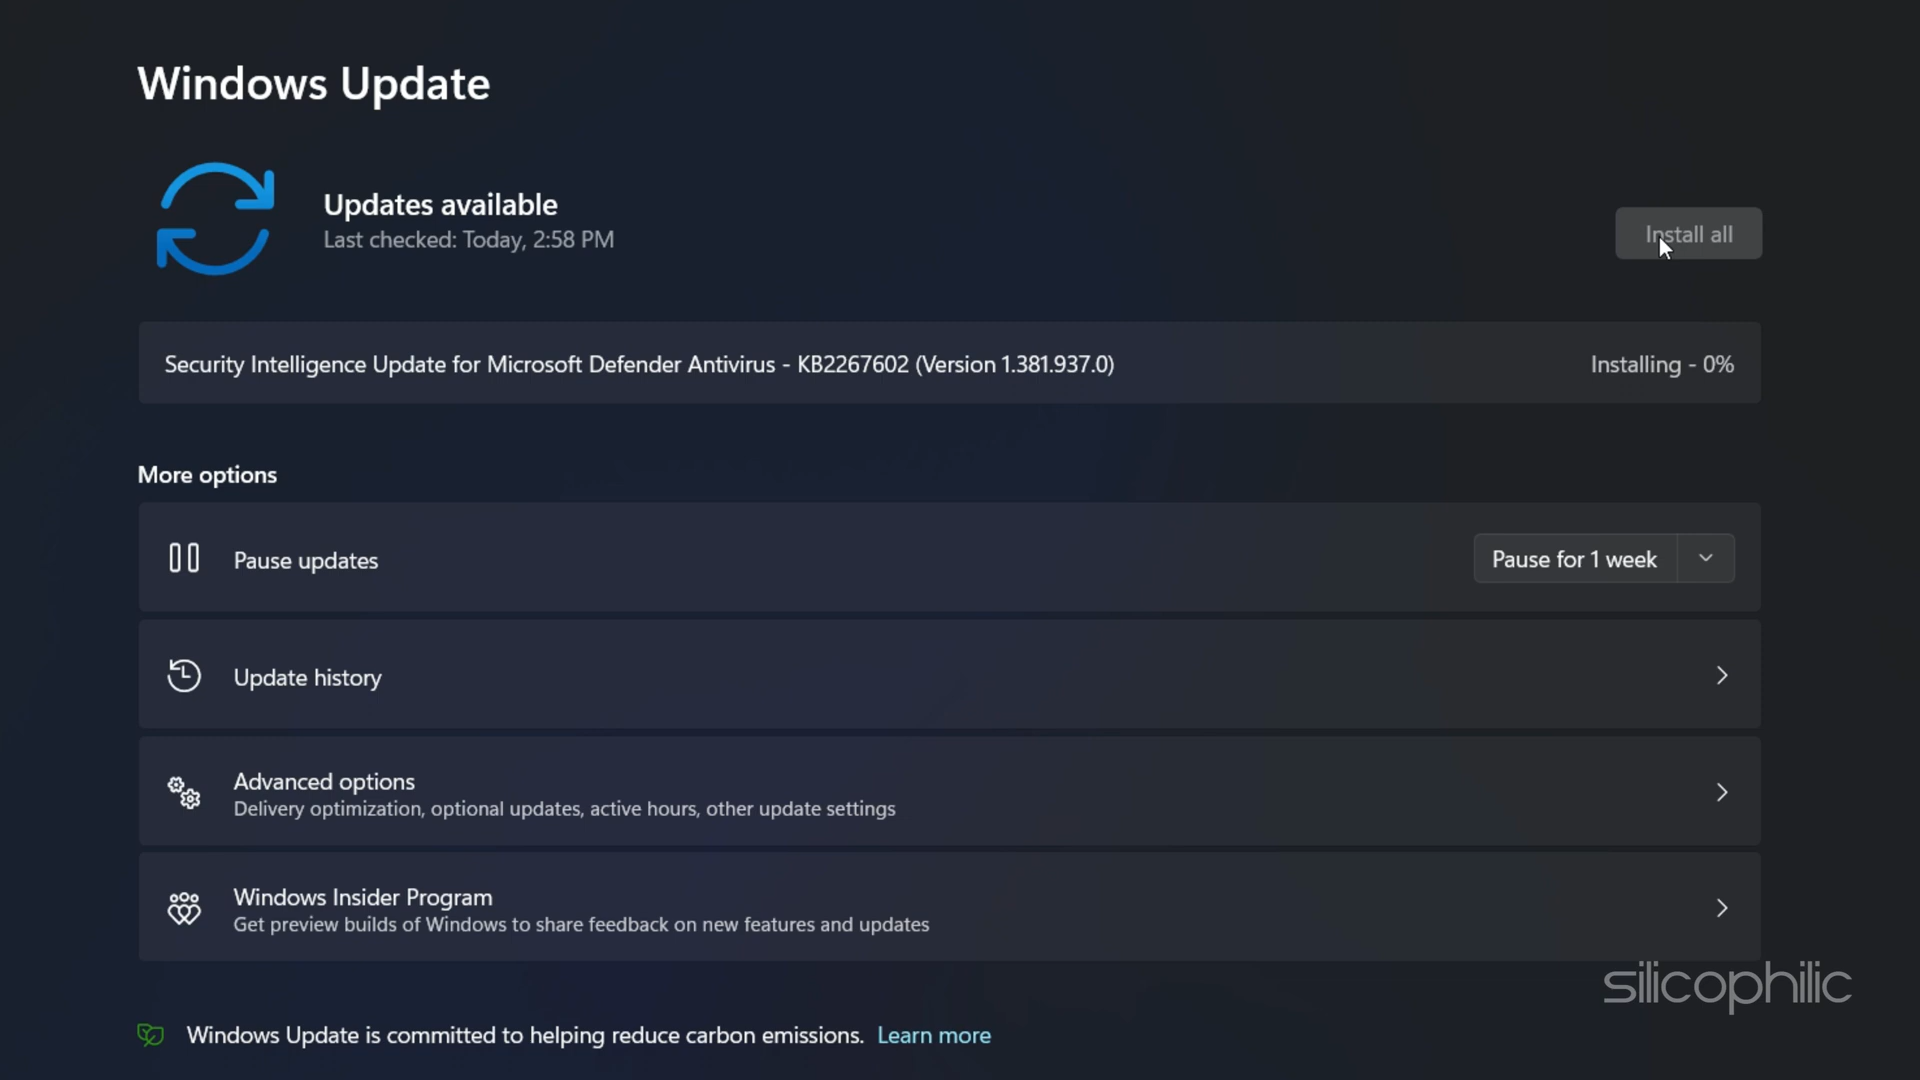 Windows Update
Updates available
Last checked: Today, 2:58 PM
Install all
Security Intelligence Update for Microsoft Defender Antivirus - KB2267602 (Version 1.381.937.0)
Installing - 0%
More options
Pause updates
Pause for 1 week
Update history
Advanced options
Delivery optimization, optional updates, active hours, other update settings
Windows Insider Program
Get preview builds of Windows to share feedback on new features and updates
silicophilic
Windows Update is committed to helping reduce carbon emissions. Learn more